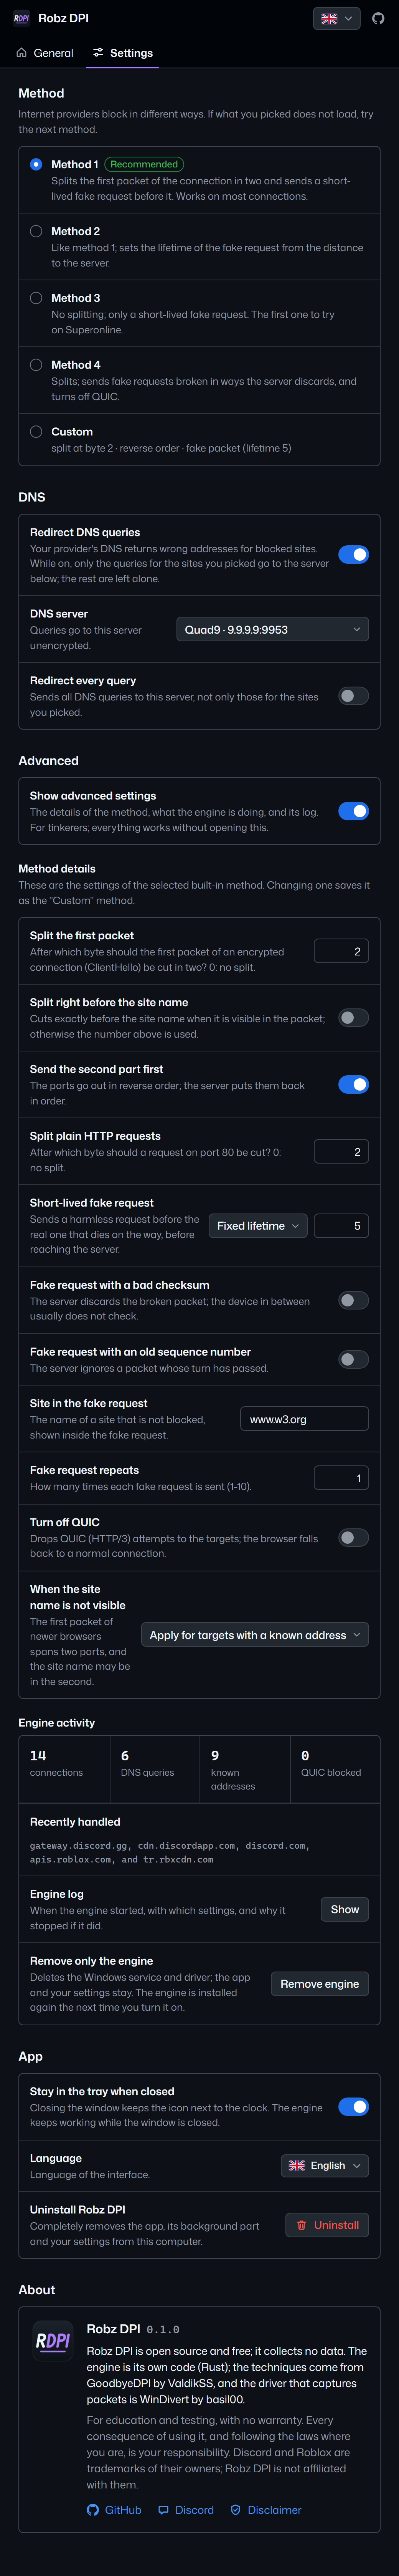 RDPI Robz DPI
General Settings
Method
Internet providers block in different ways. If what you picked does not load, try
the next method.
Method 1 Recommended
Splits the first packet of the connection in two and sends a short-
lived fake request before it. Works on most connections.
Method 2
Like method 1; sets the lifetime of the fake request from the distance
to the server.
Method 3
No splitting; only a short-lived fake request. The first one to try
on Superonline.
Method 4
Splits; sends fake requests broken in ways the server discards, and
turns off QUIC.
Custom
split at byte 2 · reverse order · fake packet (lifetime 5)
DNS
Redirect DNS queries
Your provider's DNS returns wrong addresses for blocked sites.
While on, only the queries for the sites you picked go to the server
below; the rest are left alone.
DNS server
Queries go to this server
unencrypted.
Quad9 · 9.9.9.9:9953
Redirect every query
Sends all DNS queries to this server, not only those for the sites
you picked.
Advanced
Show advanced settings
The details of the method, what the engine is doing, and its log.
For tinkerers; everything works without opening this.
Method details
These are the settings of the selected built-in method. Changing one saves it
as the "Custom" method.
Split the first packet
After which byte should the first packet of an encrypted
connection (ClientHello) be cut in two? 0: no split.
2
Split right before the site name
Cuts exactly before the site name when it is visible in the packet;
otherwise the number above is used.
Send the second part first
The parts go out in reverse order; the server puts them back
in order.
Split plain HTTP requests
After which byte should a request on port 80 be cut? 0:
no split.
2
Short-lived fake request
Sends a harmless request before the
real one that dies on the way, before
reaching the server.
Fixed lifetime 5
Fake request with a bad checksum
The server discards the broken packet; the device in between
usually does not check.
Fake request with an old sequence number
The server ignores a packet whose turn has passed.
Site in the fake request
The name of a site that is not blocked,
shown inside the fake request.
www.w3.org
Fake request repeats
How many times each fake request is sent (1-10).
1
Turn off QUIC
Drops QUIC (HTTP/3) attempts to the targets; the browser falls
back to a normal connection.
When the site
name is not visible
The first packet of
newer browsers
spans two parts, and
the site name may be
in the second.
Apply for targets with a known address
Engine activity
14 6 9 0
connections DNS queries known QUIC blocked
addresses
Recently handled
gateway.discord.gg, cdn.discordapp.com, discord.com,
apis.roblox.com, and tr.rbxcdn.com
Engine log
When the engine started, with which settings, and why it
stopped if it did.
Show
Remove only the engine
Deletes the Windows service and driver; the app
and your settings stay. The engine is installed
again the next time you turn it on.
Remove engine
App
Stay in the tray when closed
Closing the window keeps the icon next to the clock. The engine
keeps working while the window is closed.
Language
Language of the interface.
English
Uninstall Robz DPI
Completely removes the app, its background part
and your settings from this computer.
Uninstall
About
RDPI
Robz DPI 0.1.0
Robz DPI is open source and free; it collects no data. The
engine is its own code (Rust); the techniques come from
GoodbyeDPI by ValdikSS, and the driver that captures
packets is WinDivert by basil00.
For education and testing, with no warranty. Every
consequence of using it, and following the laws where
you are, is your responsibility. Discord and Roblox are
trademarks of their owners; Robz DPI is not affiliated
with them.
GitHub Discord Disclaimer